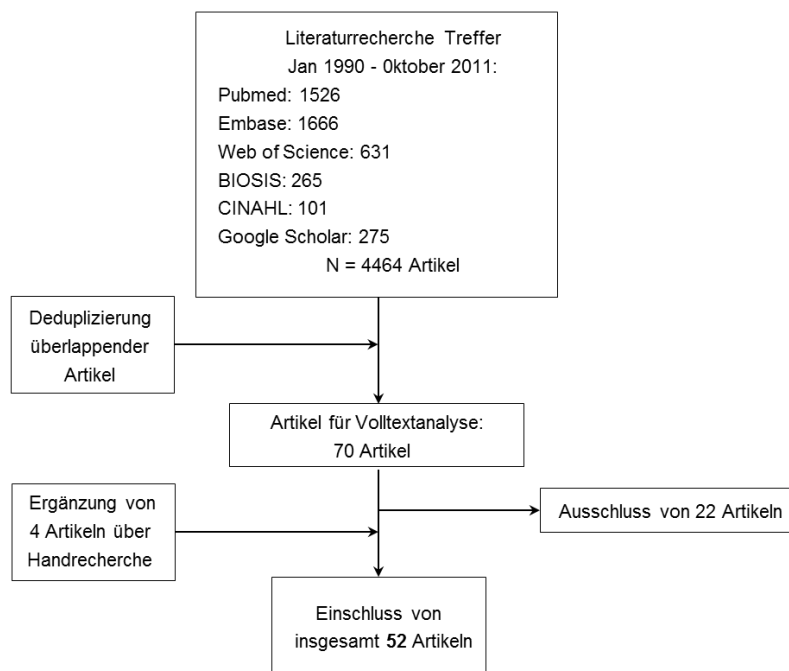 Literaturrecherche Treffer
Jan 1990 - 0ktober 2011:
Pubmed: 1526
Embase: 1666
Web of Science: 631
BIOSIS: 265
CINAHL: 101
Google Scholar: 275
N = 4464 Artikel
Deduplizierung
überlappender
Artikel
Artikel für Volltextanalyse:
70 Artikel
Ergänzung von
4 Artikeln über
Handrecherche
Ausschluss von 22 Artikeln
Einschluss von
insgesamt 52 Artikeln